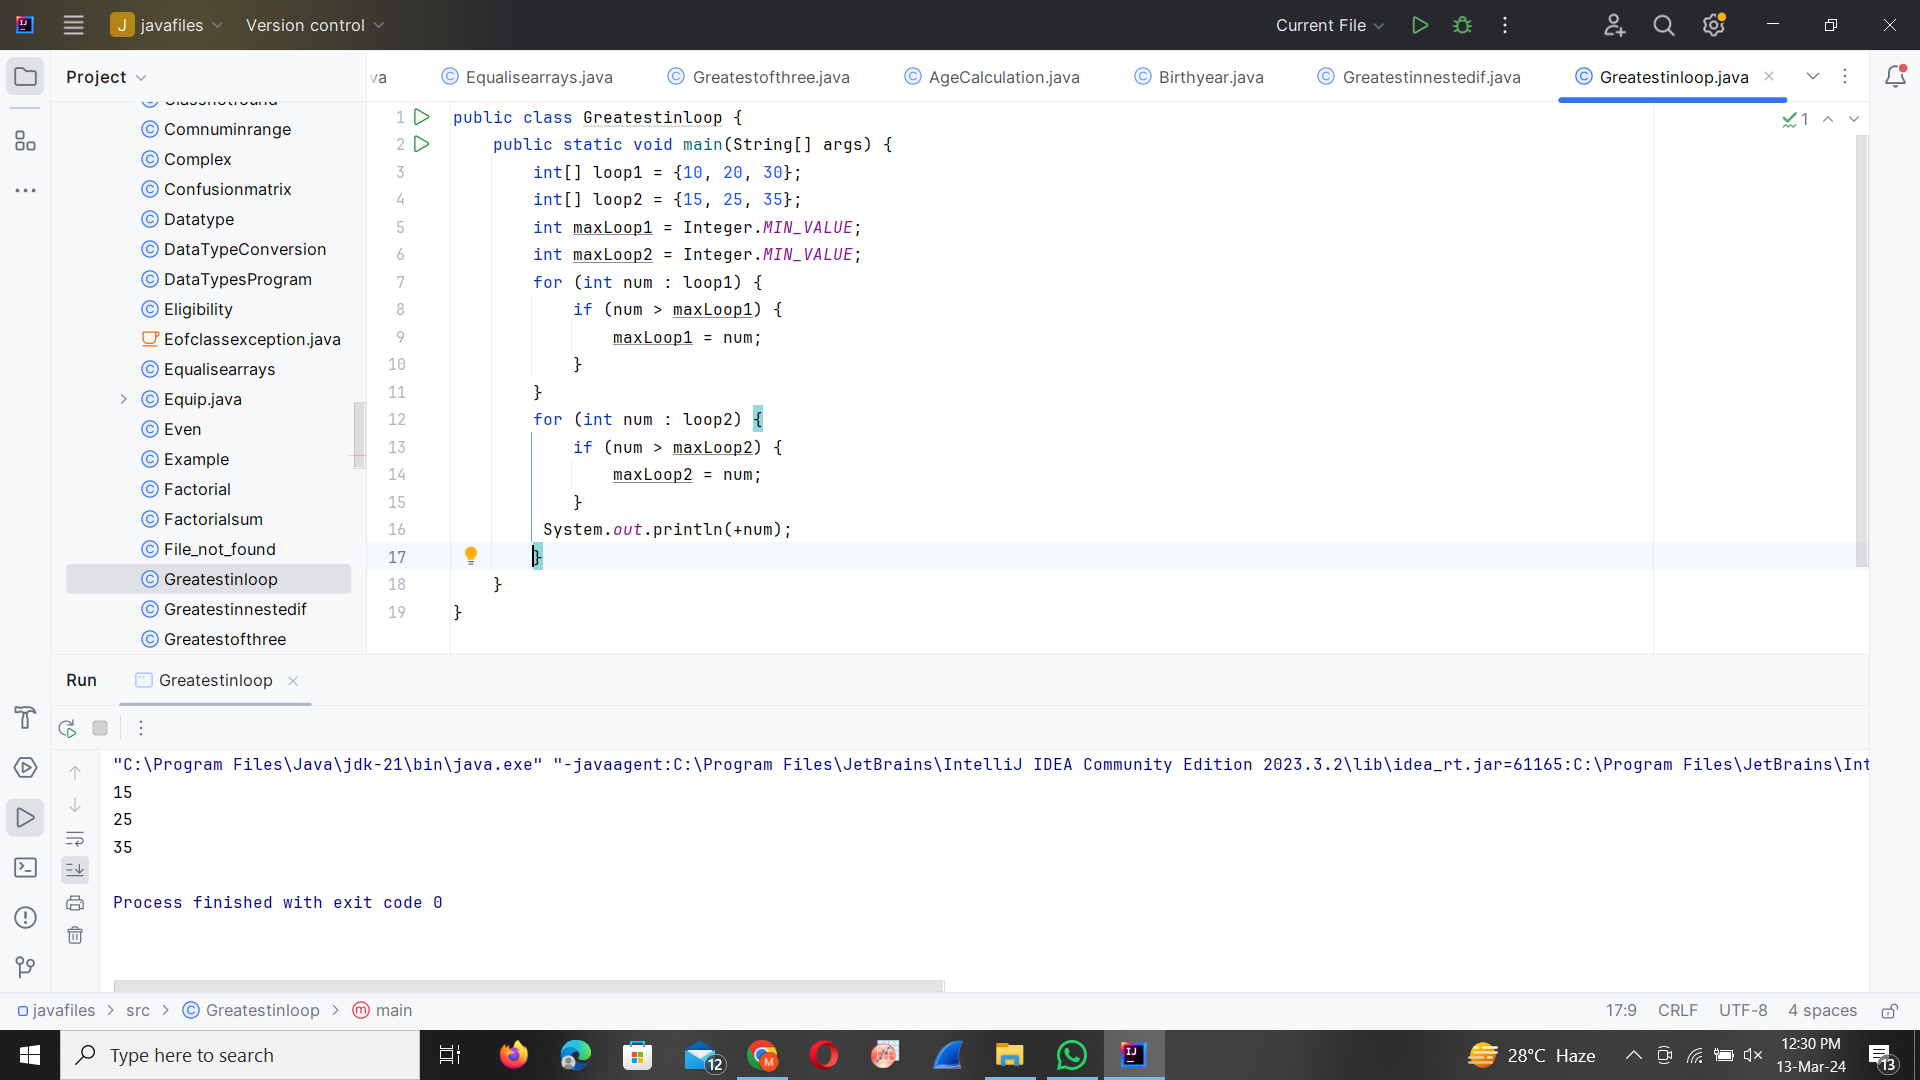 J javafiles Version control Current File
Project
va Equalisearrays.java Greatestofthree.java AgeCalculation.java Birthyear.java Greatestinnestedif.java Greatestinloop.java
Comnuminrange
Complex
Confusionmatrix
Datatype
DataTypeConversion
DataTypesProgram
Eligibility
Eofclassexception.java
Equalisearrays
Equip.java
Even
Example
Factorial
Factorialsum
File_not_found
Greatestinloop
Greatestinnestedif
Greatestofthree
1 public class Greatestinloop {
2 public static void main(String[] args) {
3 int[] loop1 = {10, 20, 30};
4 int[] loop2 = {15, 25, 35};
5 int maxLoop1 = Integer.MIN_VALUE;
6 int maxLoop2 = Integer.MIN_VALUE;
7 for (int num : loop1) {
8 if (num > maxLoop1) {
9 maxLoop1 = num;
10 }
11 }
12 for (int num : loop2) {
13 if (num > maxLoop2) {
14 maxLoop2 = num;
15 }
16 System.out.println(+num);
17 }
18 }
19 }
1
Run Greatestinloop
"C:\Program Files\Java\jdk-21\bin\java.exe" "-javaagent:C:\Program Files\JetBrains\IntelliJ IDEA Community Edition 2023.3.2\lib\idea_rt.jar=61165:C:\Program Files\JetBrains\Int
15
25
35
Process finished with exit code 0
javafiles > src > Greatestinloop > main 17:9 CRLF UTF-8 4 spaces
Type here to search 12 28°C Haze 12:30 PM
13-Mar-24 13